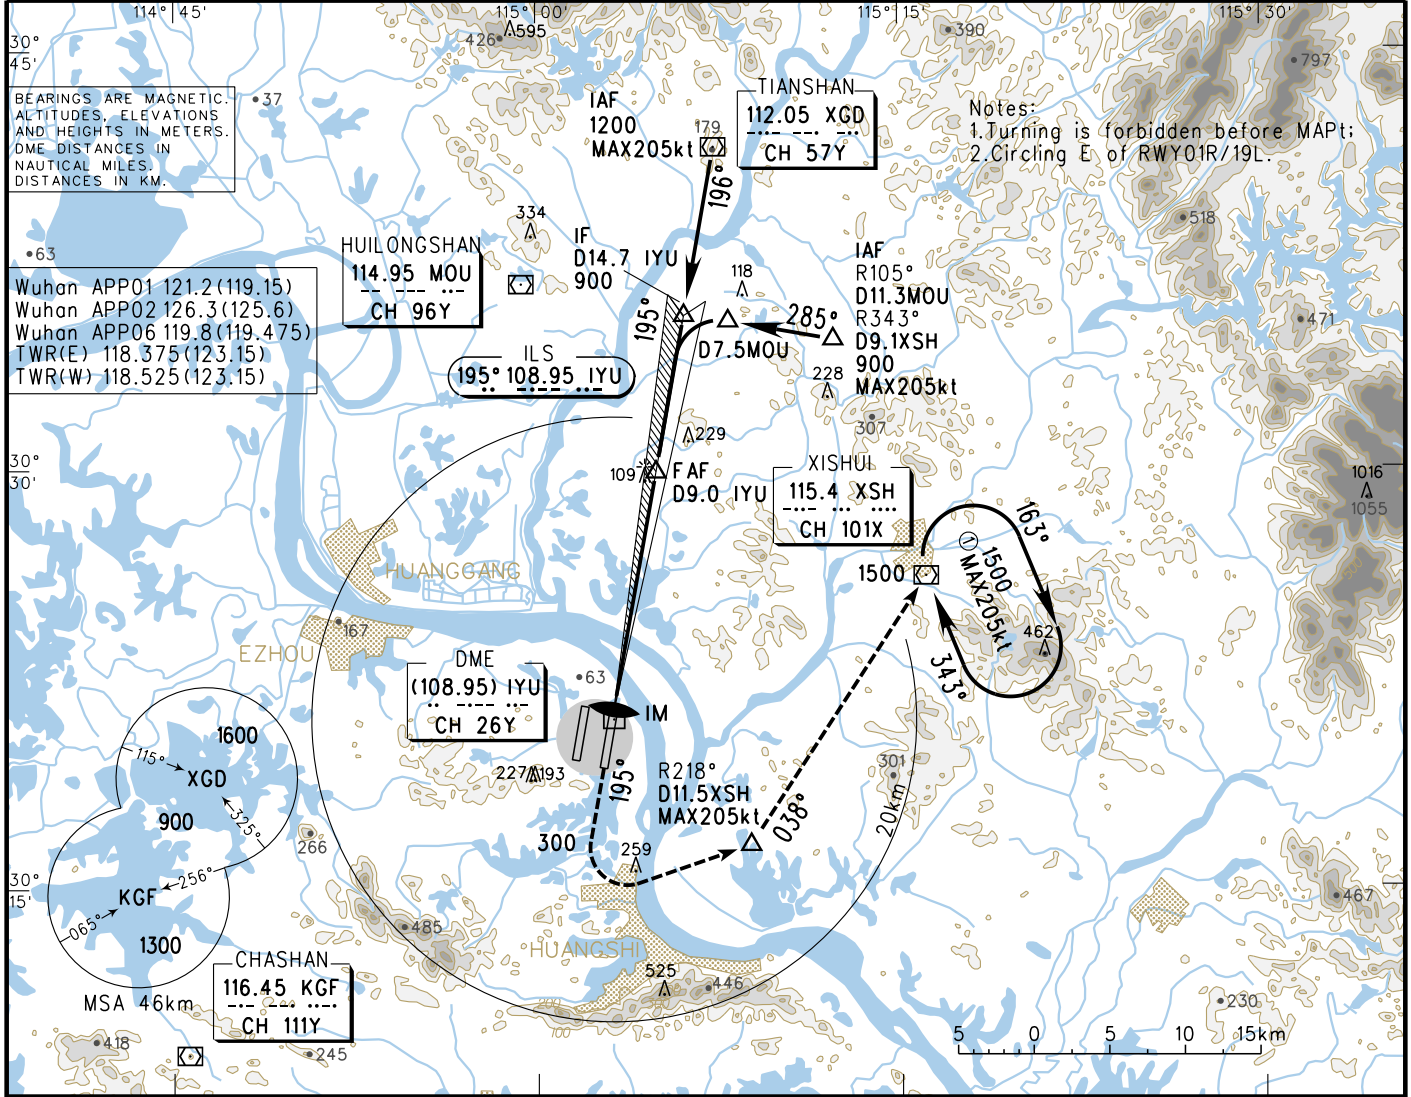 114°45'
115°00'
115°15'
115°30'
30°
45'
426
595
390
797
BEARINGS ARE MAGNETIC.
ALTITUDES, ELEVATIONS
AND HEIGHTS IN METERS.
DME DISTANCES IN
NAUTICAL MILES.
DISTANCES IN KM.
37
IAF
1200
MAX205kt
179
TIANSHAN
112.05 XGD
CH 57Y
Notes:
1.Turning is forbidden before MAPt;
2.Circling E of RWY01R/19L.
196°
63
334
518
HUILONGSHAN
114.95 MOU
CH 96Y
IF
D14.7 IYU
900
118
IAF
R105°
D11.3MOU
R343°
D9.1XSH
900
MAX205kt
Wuhan APP01 121.2(119.15)
Wuhan APP02 126.3(125.6)
Wuhan APP06 119.8(119.475)
TWR(E) 118.375(123.15)
TWR(W) 118.525(123.15)
195°
285°
D7.5MOU
471
ILS
195° 108.95 IYU
228
307
229
30°
30'
109
FAF
D9.0 IYU
XISHUI
115.4 XSH
CH 101X
1016
1055
163°
① 1500
MAX205kt
1500
500
HUANGGANG
167
EZHOU
462
343°
DME
(108.95) IYU
CH 26Y
63
IM
1600
115°
XGD
900
325°
227
193
195°
R218°
D11.5XSH
MAX205kt
038°
301
20km
300
259
266
30°
15'
256°
KGF
065°
1300
467
485
HUANGSHI
525
446
MSA 46km
CHASHAN
116.45 KGF
CH 111Y
230
418
245
5 0 5 10 15km